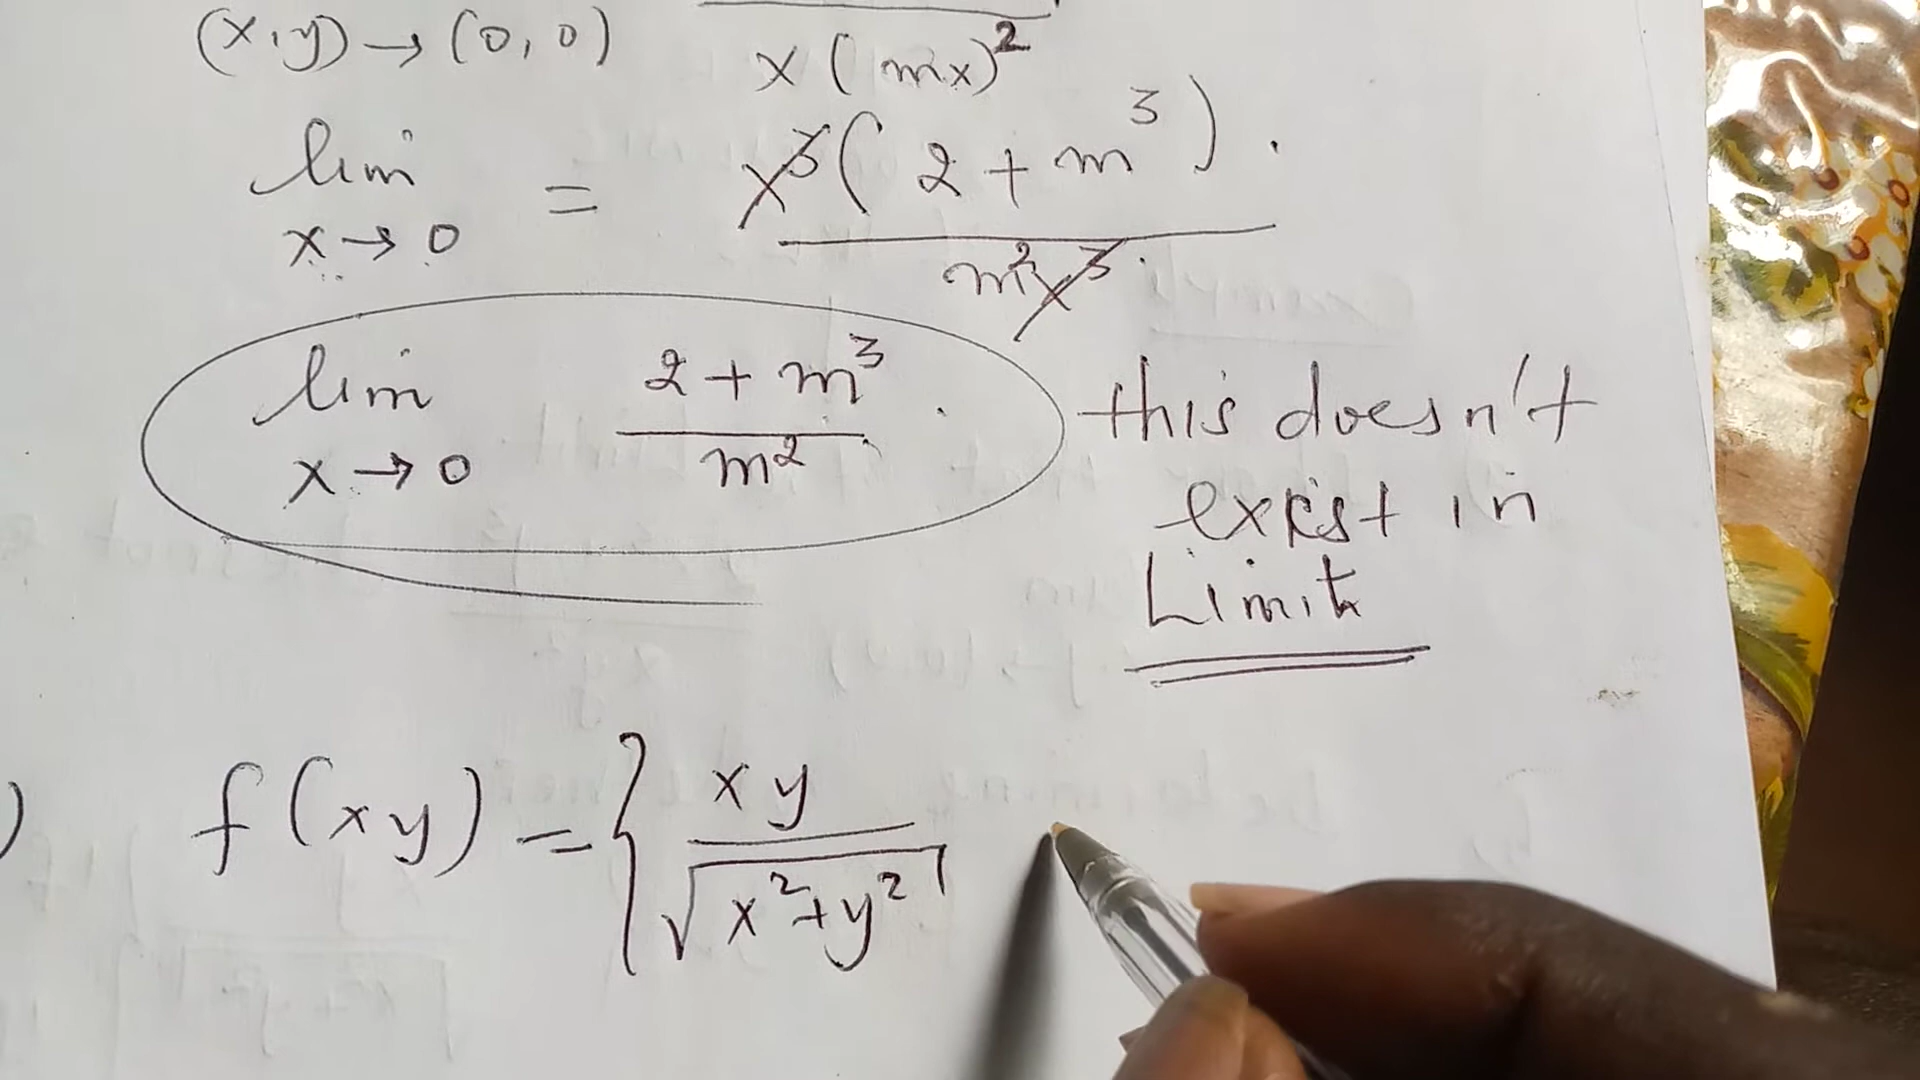 (x,y) → (0,0) x(mx)²
lim x→0 = x³(2+m³). / m²x³.
lim x→0 2+m³ / m² .
this doesn't
exist in
Limit
) f(xy) = { xy / √x²+y²